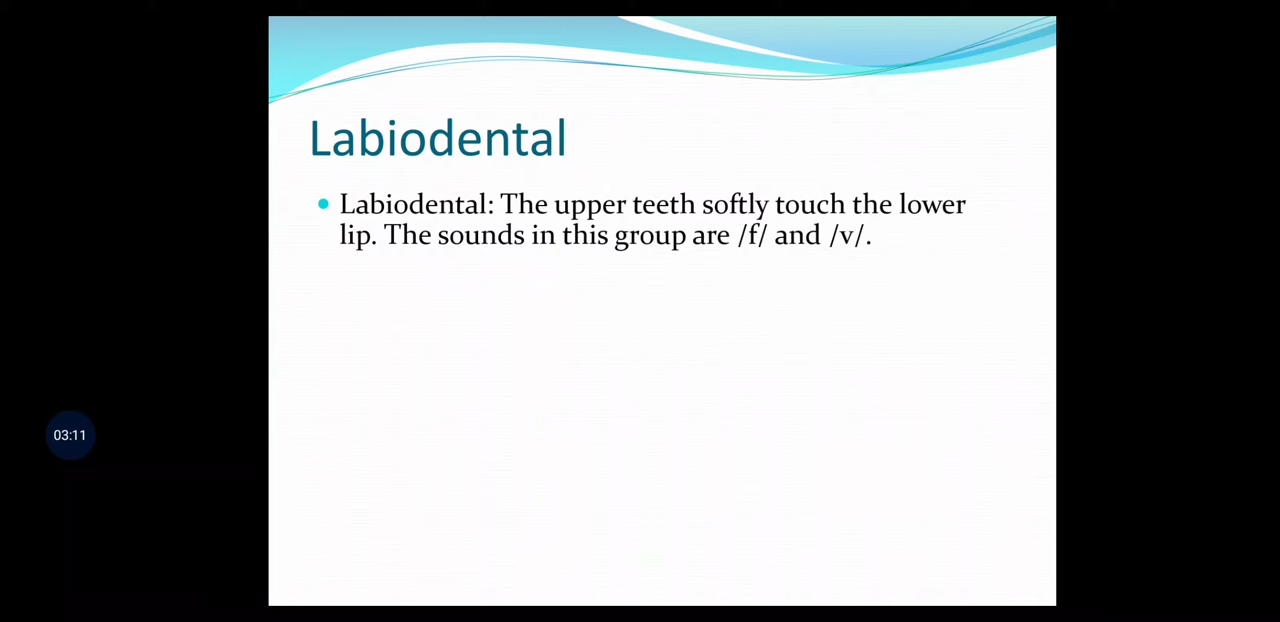 Labiodental
Labiodental: The upper teeth softly touch the lower
lip. The sounds in this group are /f/ and /v/.
03:11